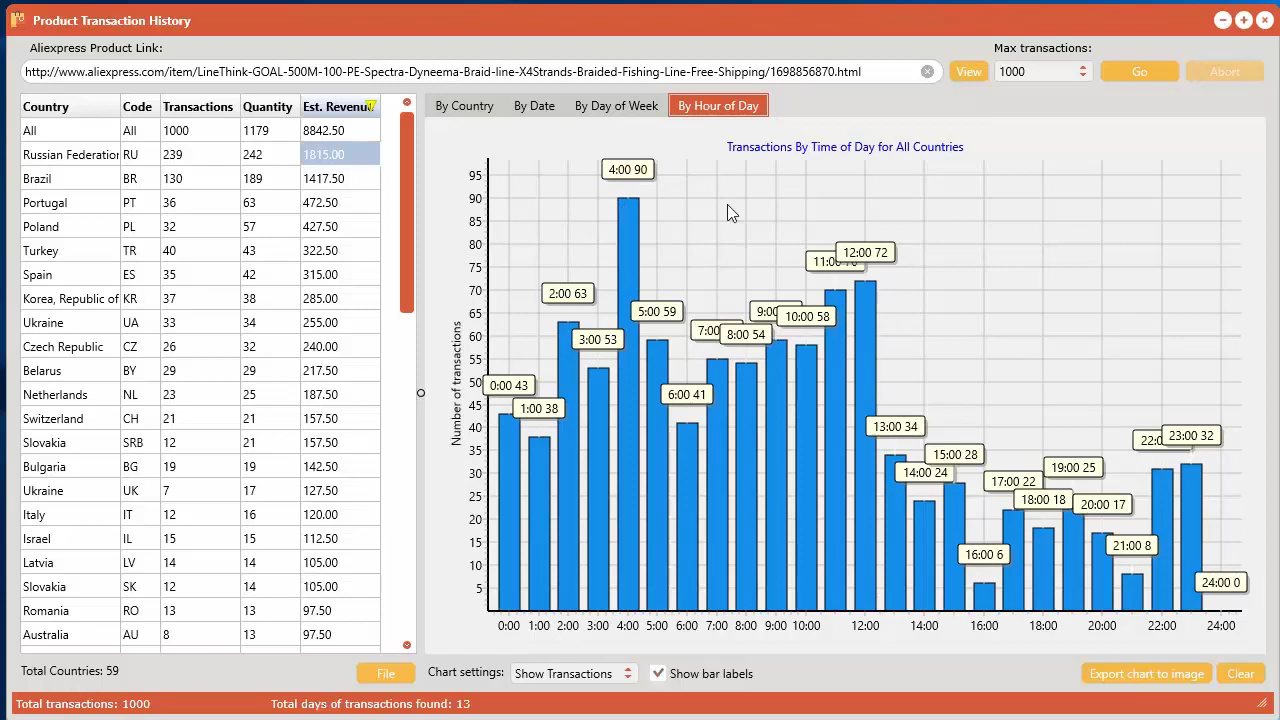 Product Transaction History
Aliexpress Product Link:
Max transactions:
http://www.aliexpress.com/item/LineThink-GOAL-500M-100-PE-Spectra-DyneEma-Braid-line-X4Strands-Braided-Fishing-Line-Free-Shipping/1698856870.html
View
1000
Go
Abort
Country Code Transactions Quantity Est. Revenu
All All 1000 1179 8842.50
Russian Federation RU 239 242 1815.00
Brazil BR 130 189 1417.50
Portugal PT 36 63 472.50
Poland PL 32 57 427.50
Turkey TR 40 43 322.50
Spain ES 35 42 315.00
Korea, Republic of KR 37 38 285.00
Ukraine UA 33 34 255.00
Czech Republic CZ 26 32 240.00
Belarus BY 29 29 217.50
Netherlands NL 23 25 187.50
Switzerland CH 21 21 157.50
Slovakia SRB 12 21 157.50
Bulgaria BG 19 19 142.50
Ukraine UK 7 17 127.50
Italy IT 12 16 120.00
Israel IL 15 15 112.50
Latvia LV 14 14 105.00
Slovakia SK 12 14 105.00
Romania RO 13 13 97.50
Australia AU 8 13 97.50
Total Countries: 59
File
By Country By Date By Day of Week By Hour of Day
Transactions By Time of Day for All Countries
Number of transactions
95
90
85
80
75
70
65
60
55
50
45
40
35
30
25
20
15
10
5
0:00 43
1:00 38
2:00 63
3:00 53
4:00 90
5:00 59
6:00 41
7:00
8:00 54
9:00
10:00 58
11:00
12:00 72
13:00 34
14:00 24
15:00 28
16:00 6
17:00 22
18:00 18
19:00 25
20:00 17
21:00 8
22:
23:00 32
24:00 0
0:00 1:00 2:00 3:00 4:00 5:00 6:00 7:00 8:00 9:00 10:00 12:00 14:00 16:00 18:00 20:00 22:00 24:00
Chart settings: Show Transactions Show bar labels
Export chart to image
Clear
Total transactions: 1000
Total days of transactions found: 13